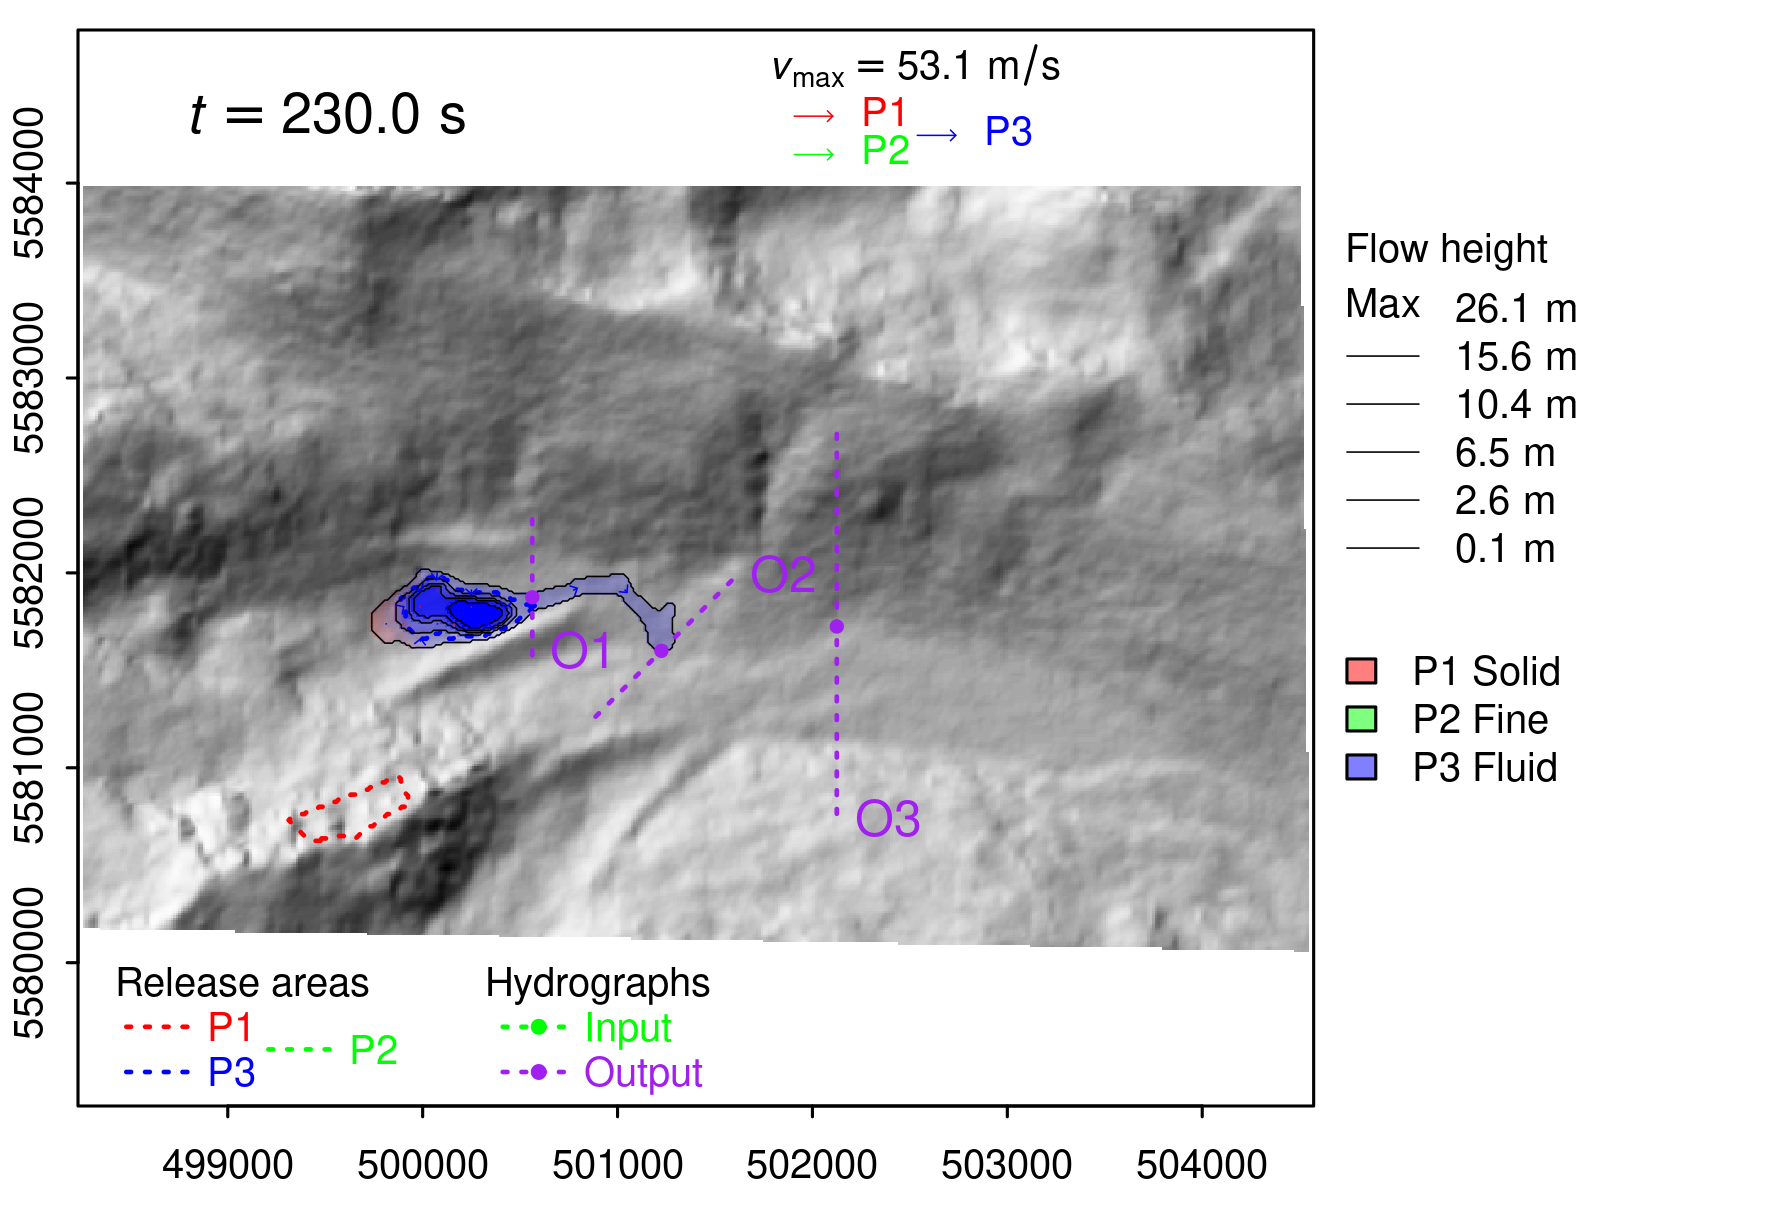 t = 230.0 s
vmax = 53.1 m/s
P1
P2
P3
5584000
5583000
5582000
5581000
5580000
O1
O2
O3
Flow height
Max 26.1 m
15.6 m
10.4 m
6.5 m
2.6 m
0.1 m
P1 Solid
P2 Fine
P3 Fluid
Release areas
P1
P2
P3
Hydrographs
Input
Output
499000 500000 501000 502000 503000 504000